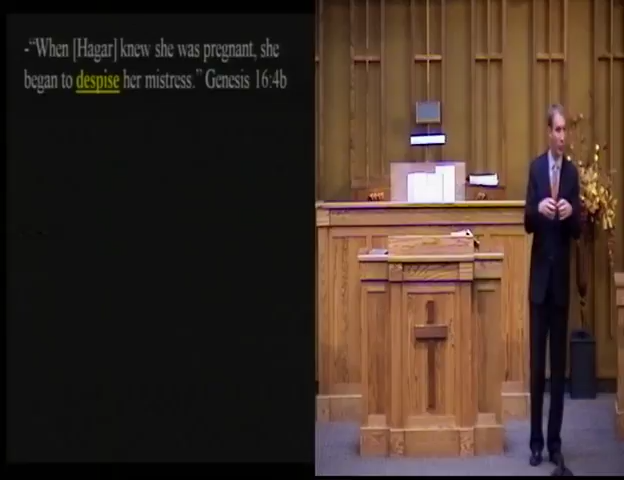 -“When [Hagar] knew she was pregnant, she
began to despise her mistress.” Genesis 16:4b